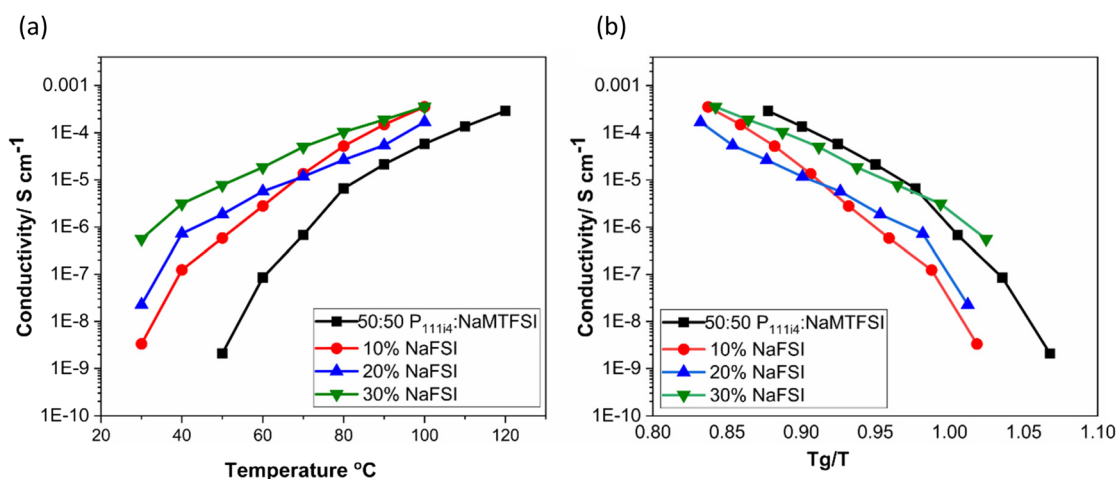 (a)
Conductivity/ S cm⁻¹
0.001
1E-4
1E-5
1E-6
1E-7
1E-8
1E-9
1E-10
20
40
60
80
100
120
Temperature ºC
50:50 P₁₁₁ᵢ₄:NaMTFSI
10% NaFSI
20% NaFSI
30% NaFSI
(b)
Conductivity/ S cm⁻¹
0.001
1E-4
1E-5
1E-6
1E-7
1E-8
1E-9
1E-10
0.80
0.85
0.90
0.95
1.00
1.05
1.10
Tg/T
50:50 P₁₁₁ᵢ₄:NaMTFSI
10% NaFSI
20% NaFSI
30% NaFSI